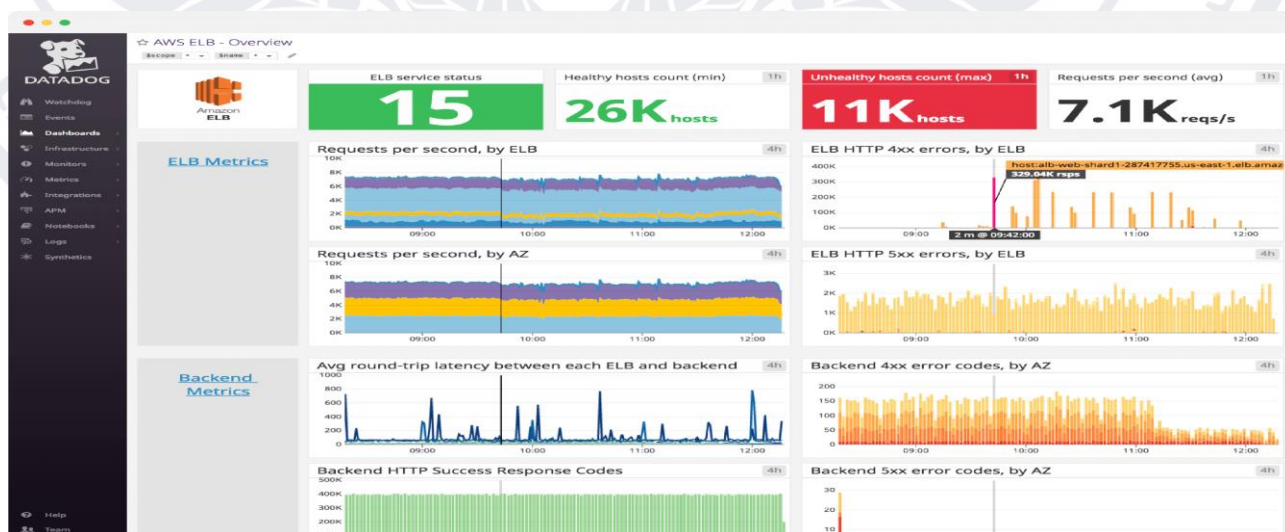 ☆ AWS ELB - Overview
$scope * $name *
DATADOG
Watchdog
Events
Dashboards
Infrastructure
Monitors
Metrics
Integrations
APM
Notebooks
Logs
Synthetics
Help
Team
Amazon
ELB
ELB service status
15
Healthy hosts count (min) 1h
26K hosts
Unhealthy hosts count (max) 1h
11K hosts
Requests per second (avg) 1h
7.1K reqs/s
ELB Metrics
Requests per second, by ELB 4h
10K
8K
6K
4K
2K
0K
09:00 10:00 11:00 12:00
ELB HTTP 4xx errors, by ELB 4h
400K
300K
200K
100K
0K
host:alb-web-shard1-287417755.us-east-1.elb.amaz
329.04K rsps
09:00 2 m @ 09:42:00 11:00 12:00
Requests per second, by AZ 4h
10K
8K
6K
4K
2K
0K
09:00 10:00 11:00 12:00
ELB HTTP 5xx errors, by ELB 4h
3K
2K
1K
0K
09:00 10:00 11:00 12:00
Backend
Metrics
Avg round-trip latency between each ELB and backend 4h
1000
800
600
400
200
0
09:00 10:00 11:00 12:00
Backend 4xx error codes, by AZ 4h
200
150
100
50
0
09:00 10:00 11:00 12:00
Backend HTTP Success Response Codes 4h
500K
400K
300K
200K
Backend 5xx error codes, by AZ 4h
30
20
10